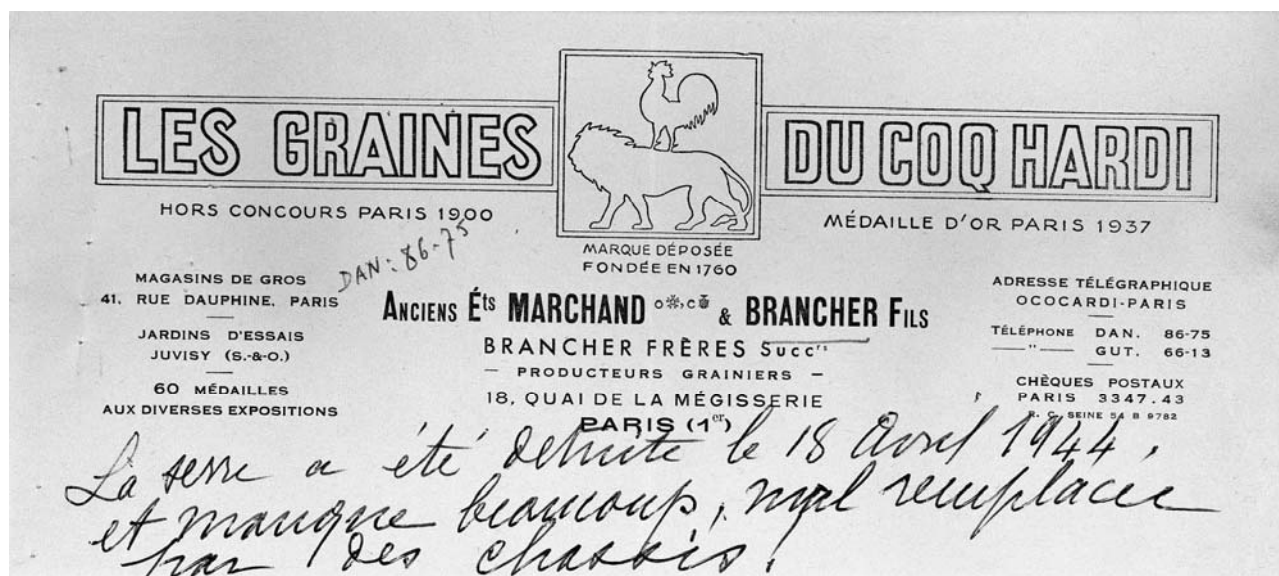 LES GRAINES DU COQ HARDI
HORS CONCOURS PARIS 1900
MÉDAILLE D'OR PARIS 1937
MARQUE DÉPOSÉE
FONDÉE EN 1760
DAN: 86-75
MAGASINS DE GROS
41. RUE DAUPHINE. PARIS
JARDINS D'ESSAIS
JUVISY (S.-&-O.)
60 MÉDAILLES
AUX DIVERSES EXPOSITIONS
ANCIENS Éts MARCHAND & BRANCHER FILS
BRANCHER FRÈRES Succrs
— PRODUCTEURS GRAINIERS —
18, QUAI DE LA MÉGISSERIE
PARIS (1er)
ADRESSE TÉLÉGRAPHIQUE
OCOCARDI-PARIS
TÉLÉPHONE DAN. 86-75
—"— GUT. 66-13
CHÈQUES POSTAUX
PARIS 3347.43
R. C. SEINE 54 B 9782
La serre a été detruite le 18 Avril 1944,
et manque beaucoup, mal remplacée
par des chassis.